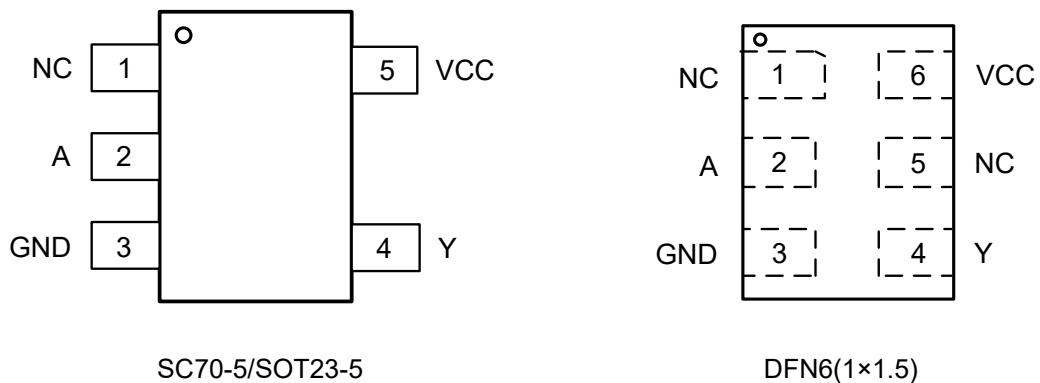 NC 1 5 VCC
A 2
GND 3 4 Y
SC70-5/SOT23-5
NC 1 6 VCC
A 2 5 NC
GND 3 4 Y
DFN6(1×1.5)